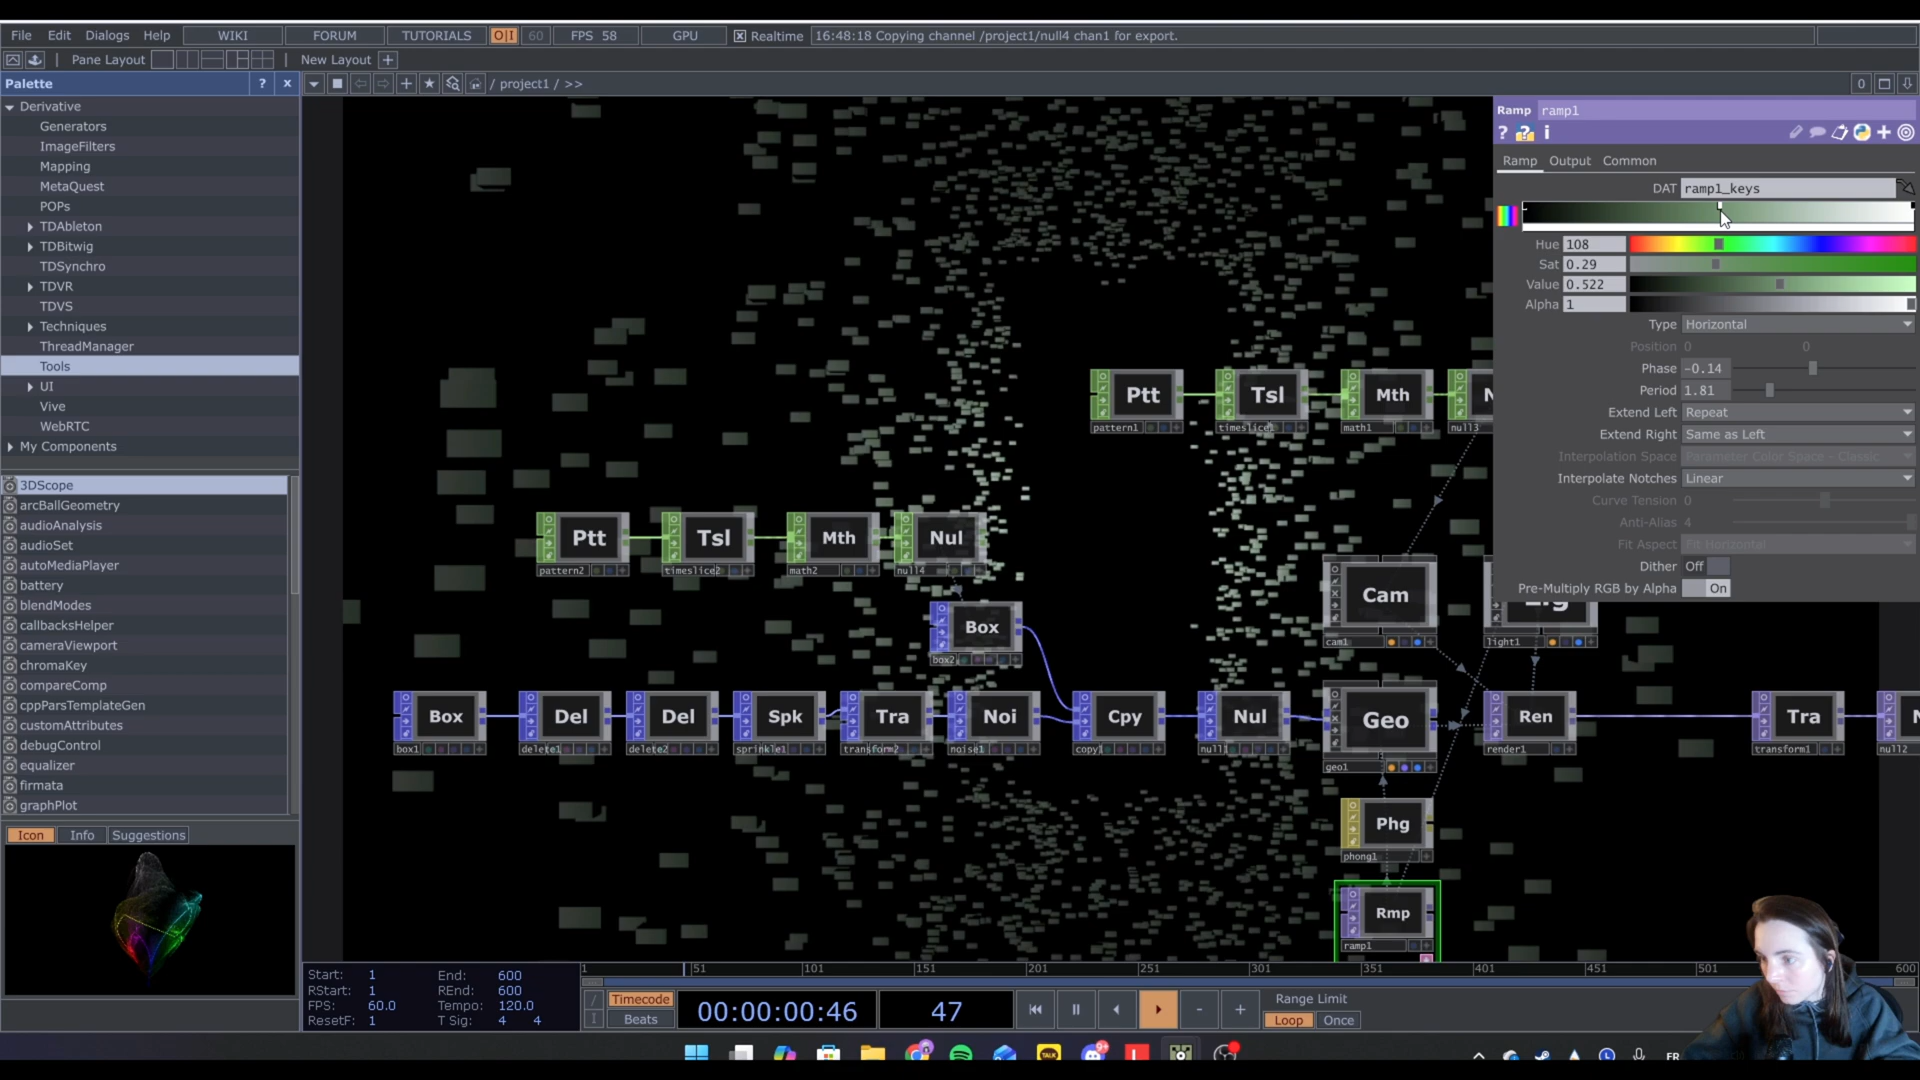 File Edit Dialogs Help WIKI FORUM TUTORIALS O|I 60 FPS 58 GPU Realtime 16:48:18 Copying channel /project1/null4 chan1 for export.
Pane Layout New Layout
Palette ? x / project1 / >> 0
Derivative
Generators
ImageFilters
Mapping
MetaQuest
POPs
TDAbleton
TDBitwig
TDSynchro
TDVR
TDVS
Techniques
ThreadManager
Tools
UI
Vive
WebRTC
My Components
3DScope
arcBallGeometry
audioAnalysis
audioSet
autoMediaPlayer
battery
blendModes
callbacksHelper
cameraViewport
chromaKey
compareComp
cppParsTemplateGen
customAttributes
debugControl
equalizer
firmata
graphPlot
Icon Info Suggestions
Ptt Tsl Mth
pattern1 timeslice1 math1 null3
Ptt Tsl Mth Nul
pattern2 timeslice2 math2 null4
Box
box2
Cam
cam1 light1
Box Del Del Spk Tra Noi Cpy Nul Geo Ren Tra
box1 delete1 delete2 sprinkle1 transform2 noise1 copy1 null1 geo1 render1 transform1 null2
Phg
phong1
Rmp
ramp1
Ramp ramp1
? ? i
Ramp Output Common
DAT ramp1_keys
Hue 108
Sat 0.29
Value 0.522
Alpha 1
Type Horizontal
Position 0 0
Phase -0.14
Period 1.81
Extend Left Repeat
Extend Right Same as Left
Interpolation Space Parameter Color Space - Classic
Interpolate Notches Linear
Curve Tension 0
Anti-Alias 4
Fit Aspect Fit Horizontal
Dither Off
Pre-Multiply RGB by Alpha On
1 51 101 151 201 251 301 351 401 451 501 600
Start: 1 End: 600
RStart: 1 REnd: 600
FPS: 60.0 Tempo: 120.0
ResetF: 1 T Sig: 4 4
Timecode
Beats
00:00:00:46 47
Range Limit
Loop Once
TALK
FR